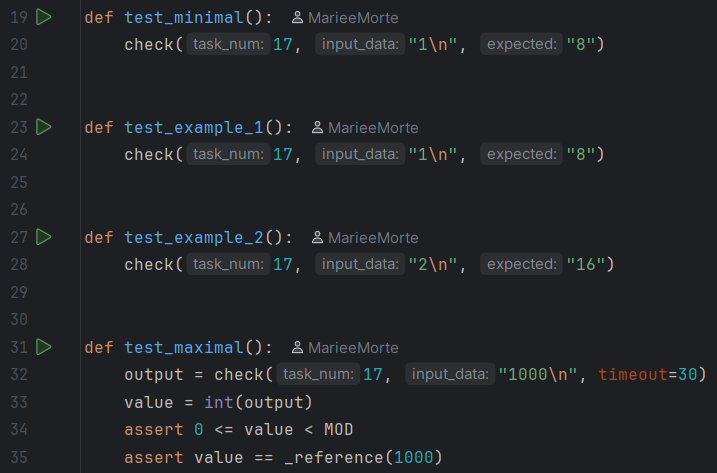 19 def test_minimal(): MarieeMorte
20 check(task_num: 17, input_data: "1\n", expected: "8")
21
22
23 def test_example_1(): MarieeMorte
24 check(task_num: 17, input_data: "1\n", expected: "8")
25
26
27 def test_example_2(): MarieeMorte
28 check(task_num: 17, input_data: "2\n", expected: "16")
29
30
31 def test_maximal(): MarieeMorte
32 output = check(task_num: 17, input_data: "1000\n", timeout=30)
33 value = int(output)
34 assert 0 <= value < MOD
35 assert value == _reference(1000)